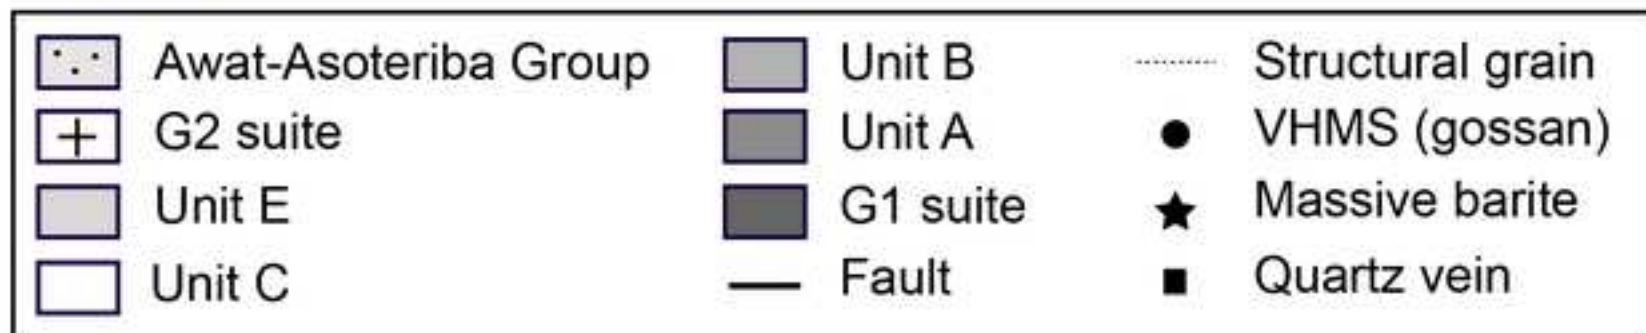 Awat-Asoteriba Group
G2 suite
Unit E
Unit C
Unit B
Unit A
G1 suite
Fault
Structural grain
VHMS (gossan)
Massive barite
Quartz vein